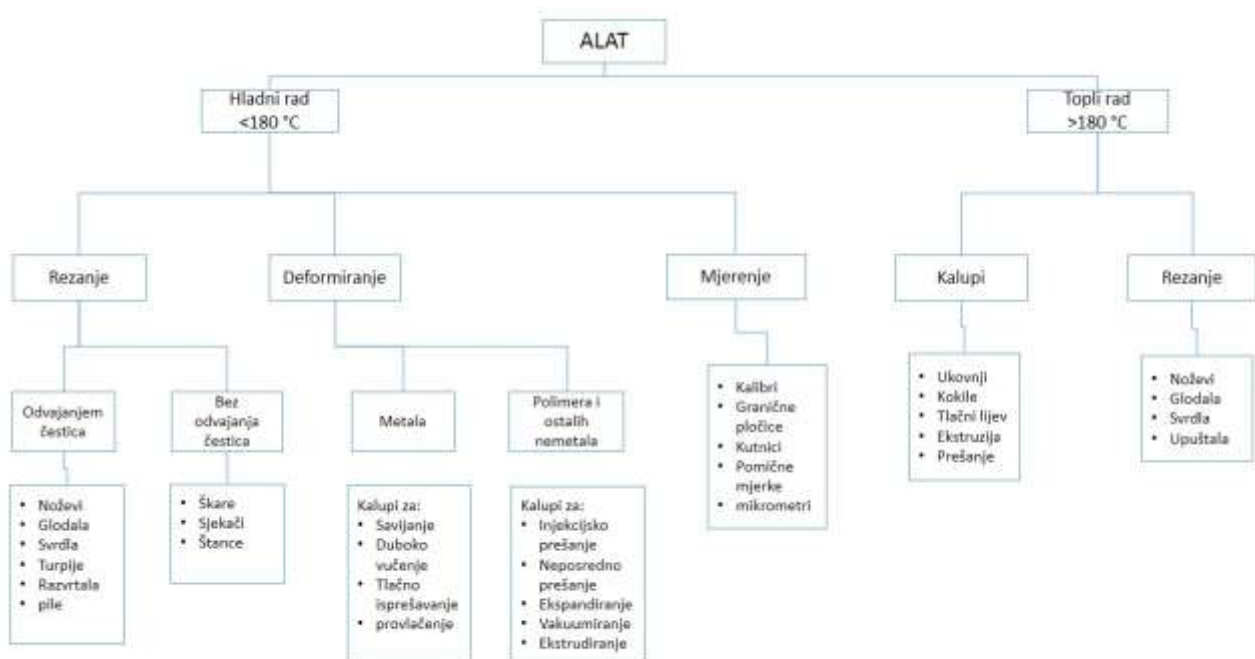 ALAT
Hladni rad
<180 °C
Topli rad
>180 °C
Rezanje
Deformiranje
Mjerenje
Kalupi
Rezanje
Odvajanjem
čestica
Bez
odvajanja
čestica
Metala
Polimera i
ostalih
nemetala
• Kalibri
• Granične
pločice
• Kutnici
• Pomične
mjerke
• mikrometri
• Ukovnji
• Kokile
• Tlačni lijev
• Ekstruzija
• Prešanje
• Noževi
• Glodala
• Svrdla
• Upuštala
• Noževi
• Glodala
• Svrdla
• Turpije
• Razvrtala
• pile
• Škare
• Sjekači
• Štance
Kalupi za:
• Savijanje
• Duboko
vučenje
• Tlačno
isprešavanje
• provlačenje
Kalupi za:
• Injekcijsko
prešanje
• Neposredno
prešanje
• Ekspandiranje
• Vakuumiranje
• Ekstrudiranje